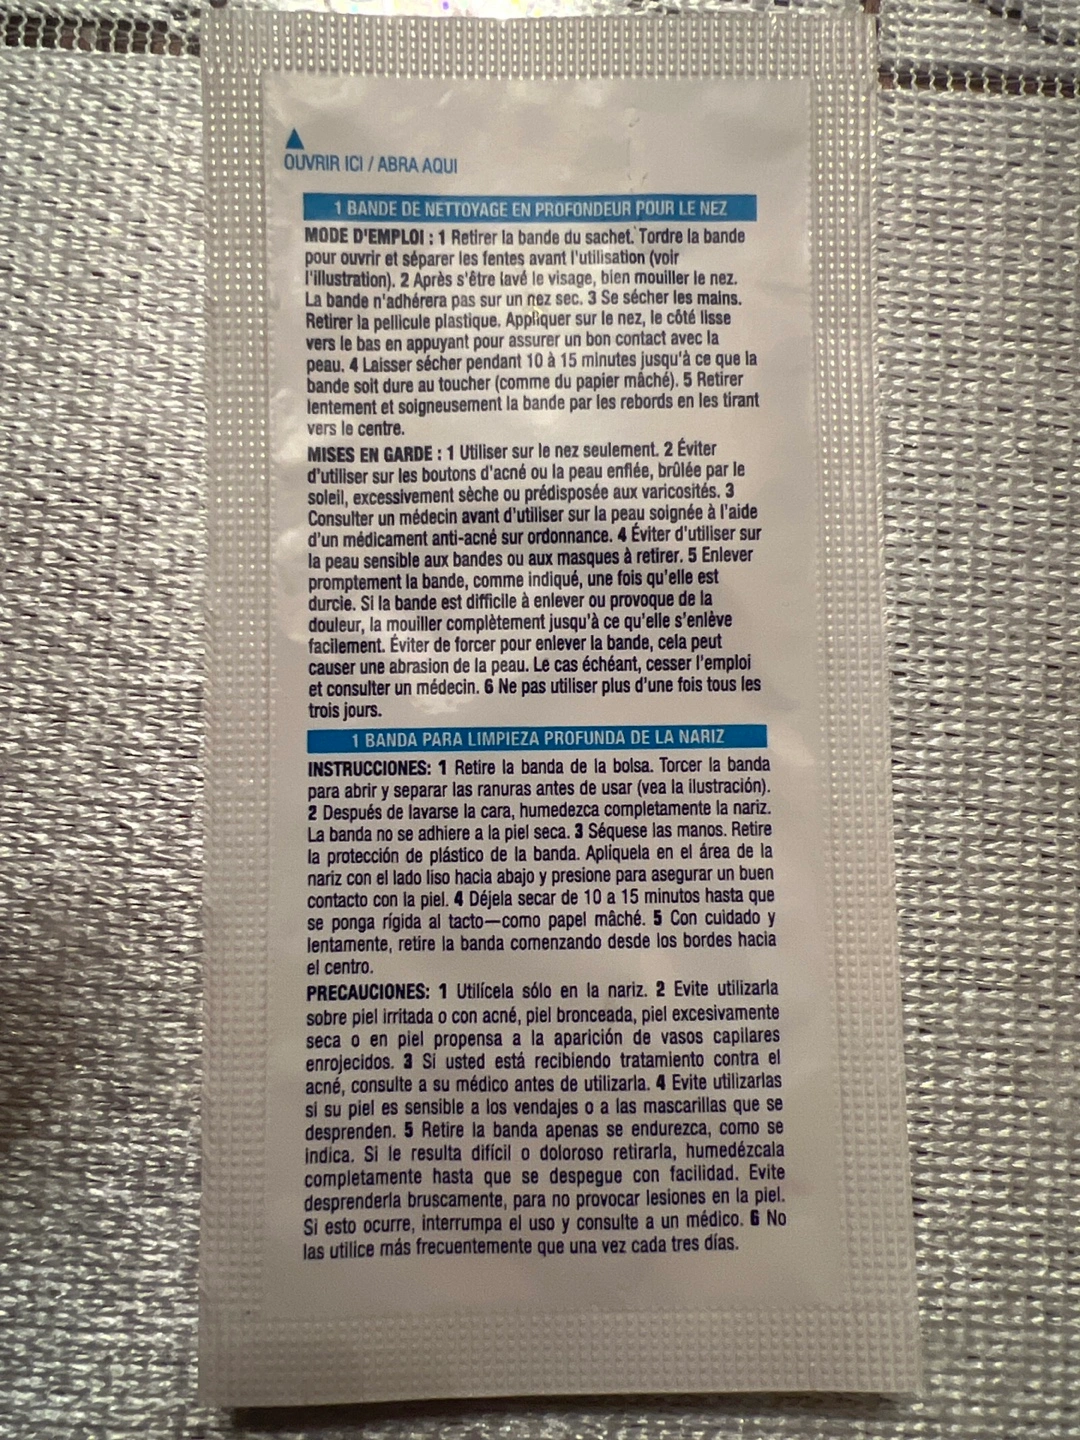 OUVRIR ICI / ABRA AQUI
1 BANDE DE NETTOYAGE EN PROFONDEUR POUR LE NEZ
MODE D'EMPLOI : 1 Retirer la bande du sachet. Tordre la bande
pour ouvrir et séparer les fentes avant l'utilisation (voir
l'illustration). 2 Après s'être lavé le visage, bien mouiller le nez.
La bande n'adhérera pas sur un nez sec. 3 Se sécher les mains.
Retirer la pellicule plastique. Appliquer sur le nez, le côté lisse
vers le bas en appuyant pour assurer un bon contact avec la
peau. 4 Laisser sécher pendant 10 à 15 minutes jusqu'à ce que la
bande soit dure au toucher (comme du papier mâché). 5 Retirer
lentement et soigneusement la bande par les rebords en les tirant
vers le centre.
MISES EN GARDE : 1 Utiliser sur le nez seulement. 2 Éviter
d'utiliser sur les boutons d'acné ou la peau enflée, brûlée par le
soleil, excessivement sèche ou prédisposée aux varicosités. 3
Consulter un médecin avant d'utiliser sur la peau soignée à l'aide
d'un médicament anti-acné sur ordonnance. 4 Éviter d'utiliser sur
la peau sensible aux bandes ou aux masques à retirer. 5 Enlever
promptement la bande, comme indiqué, une fois qu'elle est
durcie. Si la bande est difficile à enlever ou provoque de la
douleur, la mouiller complètement jusqu'à ce qu'elle s'enlève
facilement. Éviter de forcer pour enlever la bande, cela peut
causer une abrasion de la peau. Le cas échéant, cesser l'emploi
et consulter un médecin. 6 Ne pas utiliser plus d'une fois tous les
trois jours.
1 BANDA PARA LIMPIEZA PROFUNDA DE LA NARIZ
INSTRUCCIONES: 1 Retire la banda de la bolsa. Torcer la banda
para abrir y separar las ranuras antes de usar (vea la ilustración).
2 Después de lavarse la cara, humedezca completamente la nariz.
La banda no se adhiere a la piel seca. 3 Séquese las manos. Retire
la protección de plástico de la banda. Apliquela en el área de la
nariz con el lado liso hacia abajo y presione para asegurar un buen
contacto con la piel. 4 Déjela secar de 10 a 15 minutos hasta que
se ponga rígida al tacto—como papel mâché. 5 Con cuidado y
lentamente, retire la banda comenzando desde los bordes hacia
el centro.
PRECAUCIONES: 1 Utilícela sólo en la nariz. 2 Evite utilizarla
sobre piel irritada o con acné, piel bronceada, piel excesivamente
seca o en piel propensa a la aparición de vasos capilares
enrojecidos. 3 Si usted está recibiendo tratamiento contra el
acné, consulte a su médico antes de utilizarla. 4 Evite utilizarlas
si su piel es sensible a los vendajes o a las mascarillas que se
desprenden. 5 Retire la banda apenas se endurezca, como se
indica. Si le resulta difícil o doloroso retirarla, humedézcala
completamente hasta que se despegue con facilidad. Evite
desprenderla bruscamente, para no provocar lesiones en la piel.
Si esto ocurre, interrumpa el uso y consulte a un médico. 6 No
las utilice más frecuentemente que una vez cada tres días.